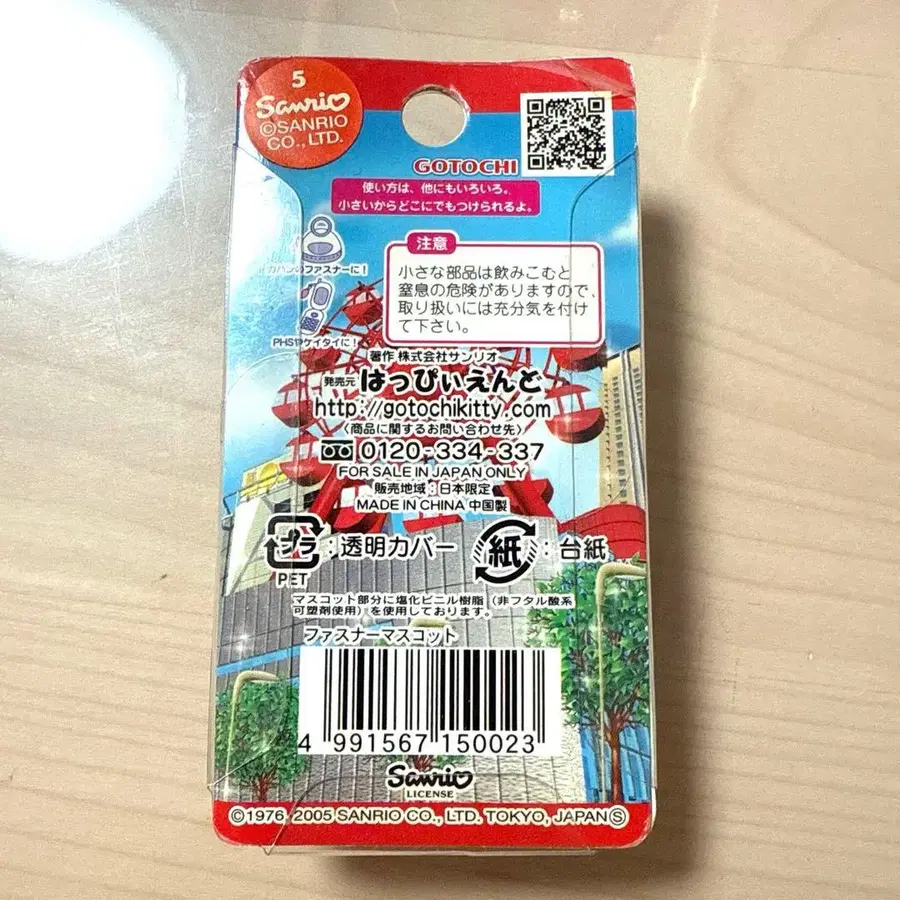 5
Sanrio
©SANRIO
CO., LTD.
GOTOCHI
使い方は、他にもいろいろ。
小さいからどこにでもつけられるよ。
カバンのファスナーに!
PHSやケイタイに!
注意
小さな部品は飲みこむと
窒息の危険がありますので、
取り扱いには充分気を付け
て下さい。
著作 株式会社サンリオ
発売元 はっぴぃえんど
http://gotochikitty.com
〈商品に関するお問い合わせ先〉
0120-334-337
FOR SALE IN JAPAN ONLY
販売地域:日本限定
MADE IN CHINA 中国製
プラ:透明カバー
PET
紙:台紙
マスコット部分に塩化ビニル樹脂(非フタル酸系
可塑剤使用)を使用しております。
ファスナーマスコット
4 991567 150023
Sanrio
LICENSE
©1976, 2005 SANRIO CO., LTD. TOKYO, JAPAN Ⓢ